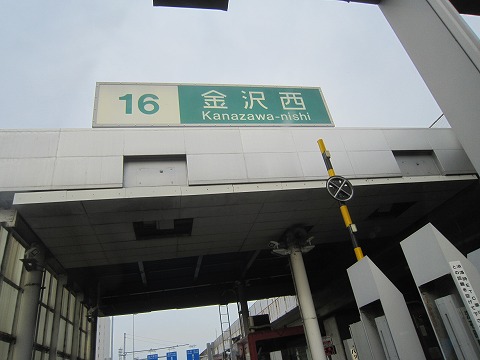 16
金沢西
Kanazawa-nishi